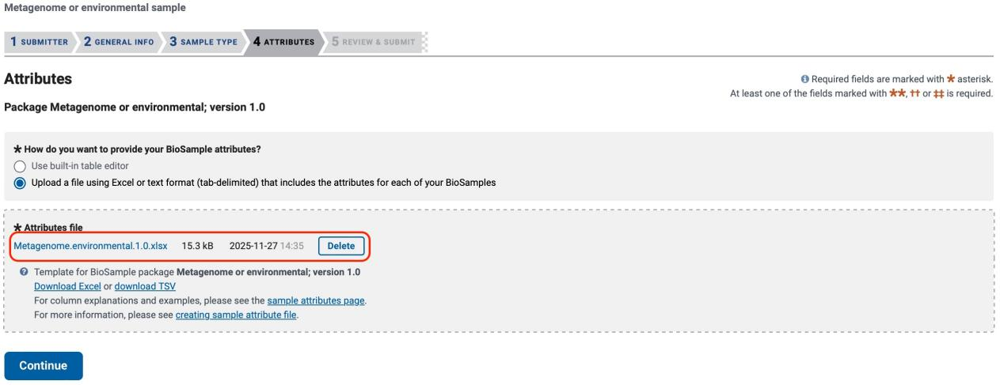 Metagenome or environmental sample
1 SUBMITTER 2 GENERAL INFO 3 SAMPLE TYPE 4 ATTRIBUTES 5 REVIEW & SUBMIT
Attributes
Required fields are marked with * asterisk.
At least one of the fields marked with **, †† or ‡‡ is required.
Package Metagenome or environmental; version 1.0
* How do you want to provide your BioSample attributes?
Use built-in table editor
Upload a file using Excel or text format (tab-delimited) that includes the attributes for each of your BioSamples
* Attributes file
Metagenome.environmental.1.0.xlsx 15.3 kB 2025-11-27 14:35 Delete
Template for BioSample package Metagenome or environmental; version 1.0
Download Excel or download TSV
For column explanations and examples, please see the sample attributes page.
For more information, please see creating sample attribute file.
Continue